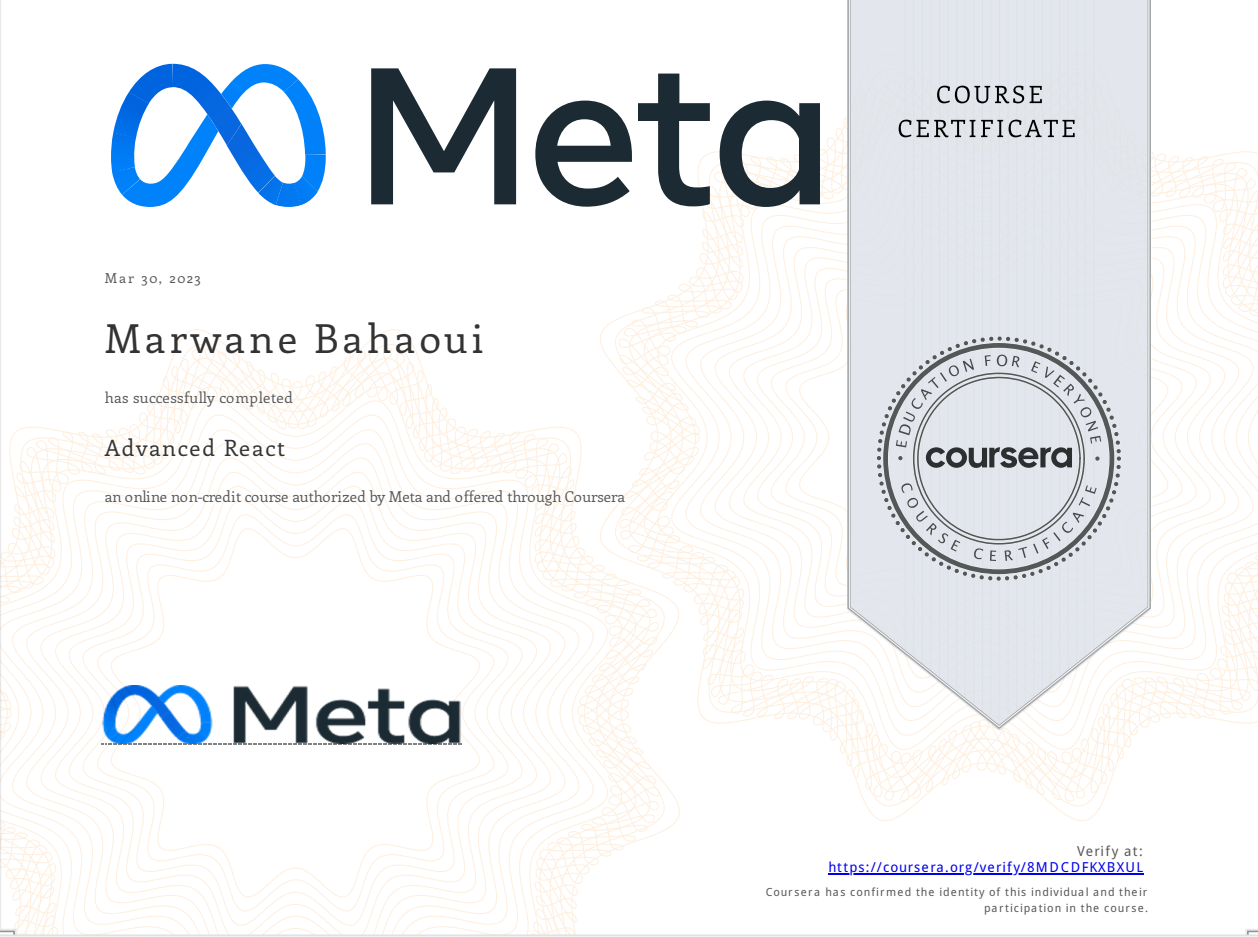 Meta
COURSE
CERTIFICATE
Mar 30, 2023
Marwane Bahaoui
has successfully completed
Advanced React
an online non-credit course authorized by Meta and offered through Coursera
EDUCATION FOR EVERYONE
coursera
COURSE CERTIFICATE
Meta
Verify at:
https://coursera.org/verify/8MDCDFKXBXUL
Coursera has confirmed the identity of this individual and their
participation in the course.